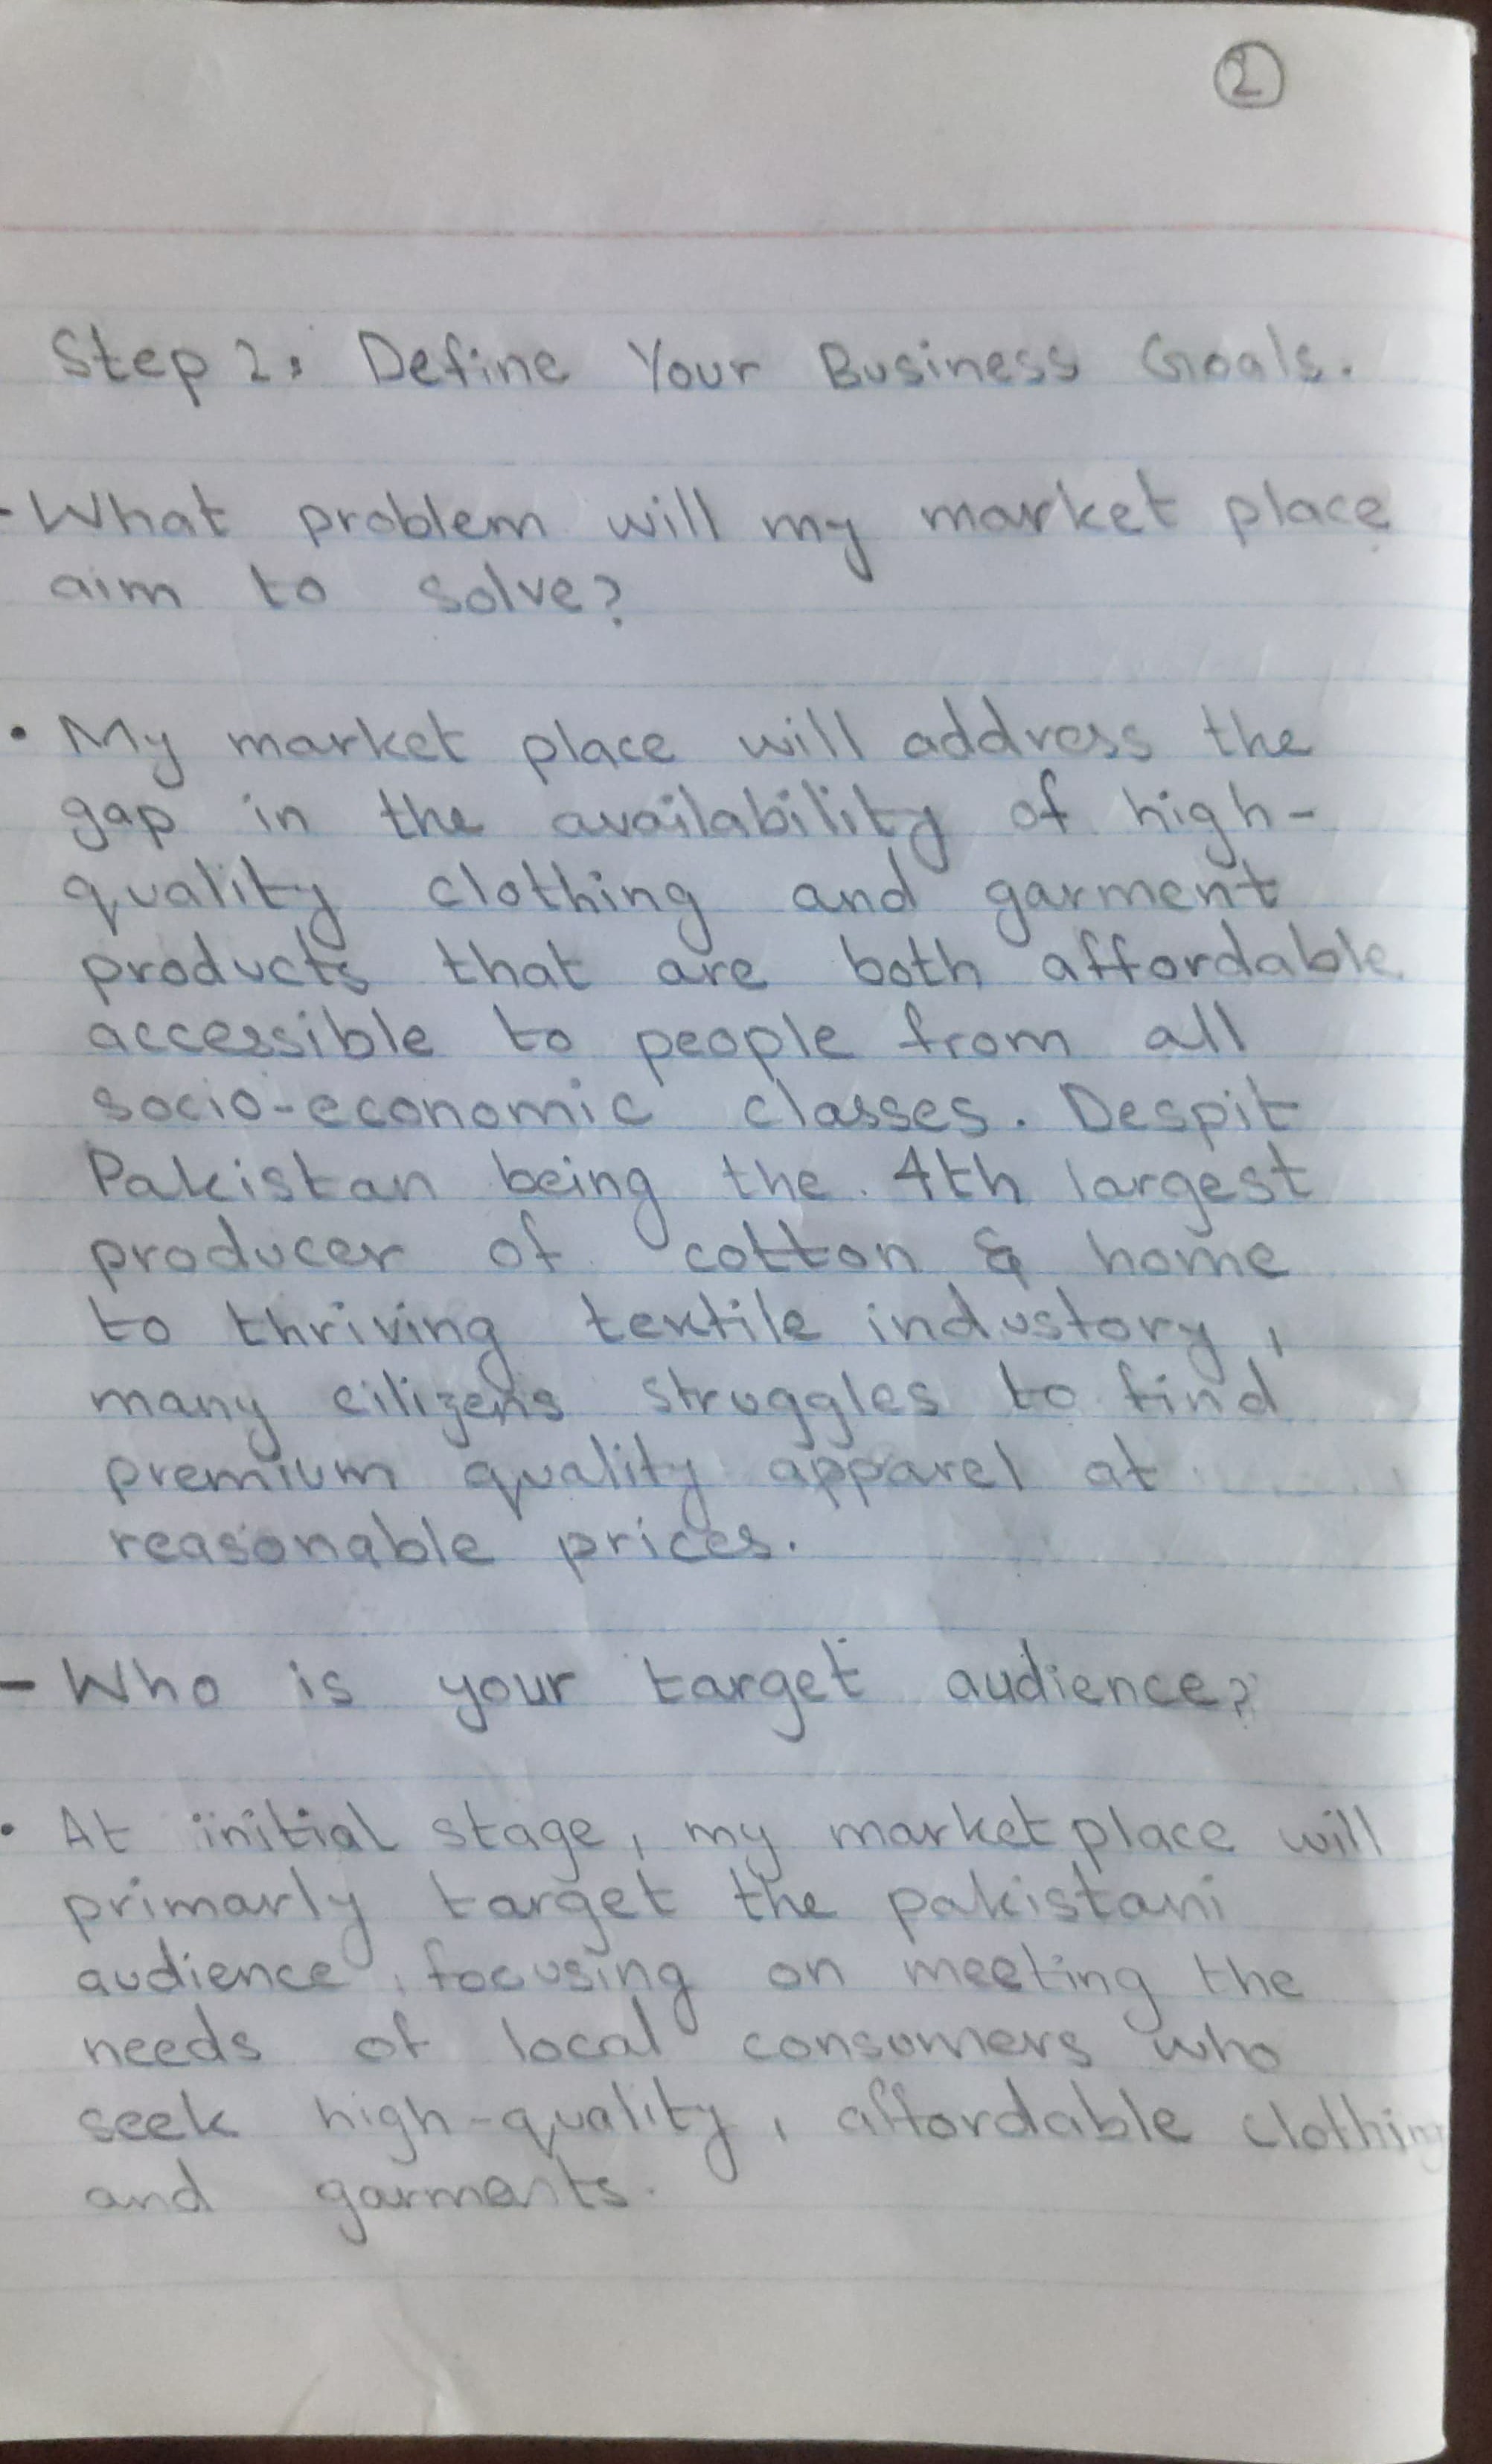 2
Step 2: Define Your Business Goals.
- What problem will my market place
aim to solve?
• My market place will address the
gap in the availability of high-
quality clothing and garment
products that are both affordable
accessible to people from all
socio-economic classes. Despit
Pakistan being the 4th largest
producer of cotton & home
to thriving textile industory,
many citizens struggles to find
premium quality apparel at
reasonable prices.
- Who is your target audience?
• At initial stage, my market place will
primarly target the pakistani
audience, focusing on meeting the
needs of local consumers who
seek high-quality, affordable clothing
and garments.